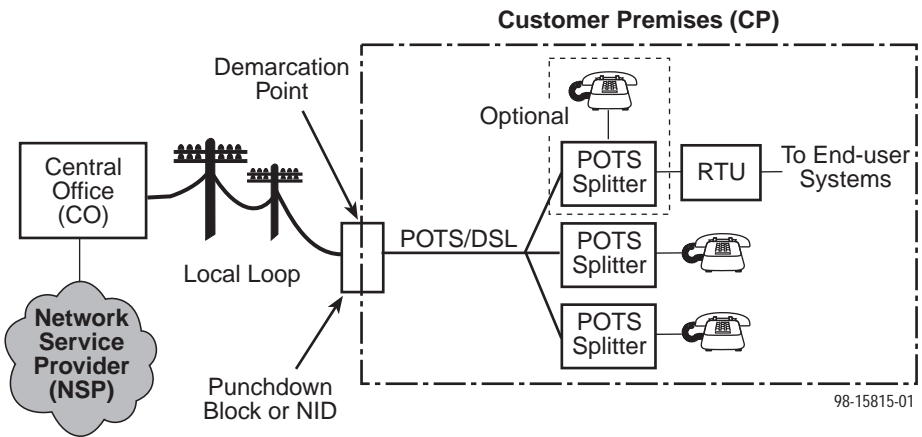 Customer Premises (CP)
Demarcation
Point
Optional
Central
Office
(CO)
POTS
Splitter
RTU
To End-user
Systems
Local Loop
POTS/DSL
POTS
Splitter
Network
Service
Provider
(NSP)
POTS
Splitter
Punchdown
Block or NID
98-15815-01